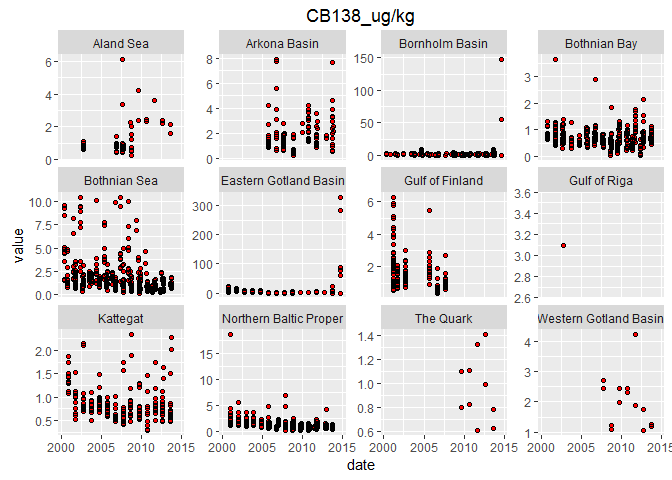 CB138_ug/kg
Aland Sea
Arkona Basin
Bornholm Basin
Bothnian Bay
6
4
2
0
8
6
4
2
0
150
100
50
0
3
2
1
0
Bothnian Sea
Eastern Gotland Basin
Gulf of Finland
Gulf of Riga
10.0
7.5
5.0
2.5
0.0
300
200
100
0
6
4
2
3.6
3.4
3.2
3.0
2.8
2.6
value
Kattegat
Northern Baltic Proper
The Quark
Western Gotland Basin
2.0
1.5
1.0
0.5
15
10
5
0
1.4
1.2
1.0
0.8
0.6
4
3
2
1
2000 2005 2010 2015
2000 2005 2010 2015
2000 2005 2010 2015
2000 2005 2010 2015
date